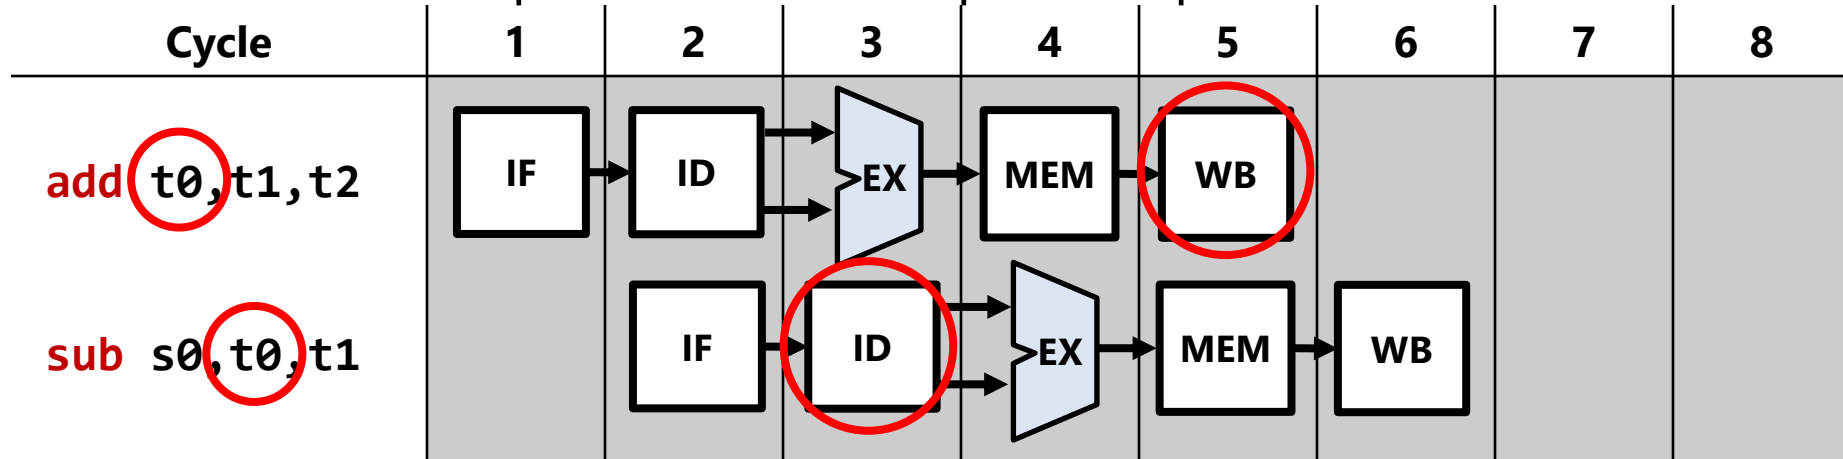 Cycle 1 2 3 4 5 6 7 8
add t0,t1,t2 IF ID EX MEM WB
sub s0,t0,t1 IF ID EX MEM WB